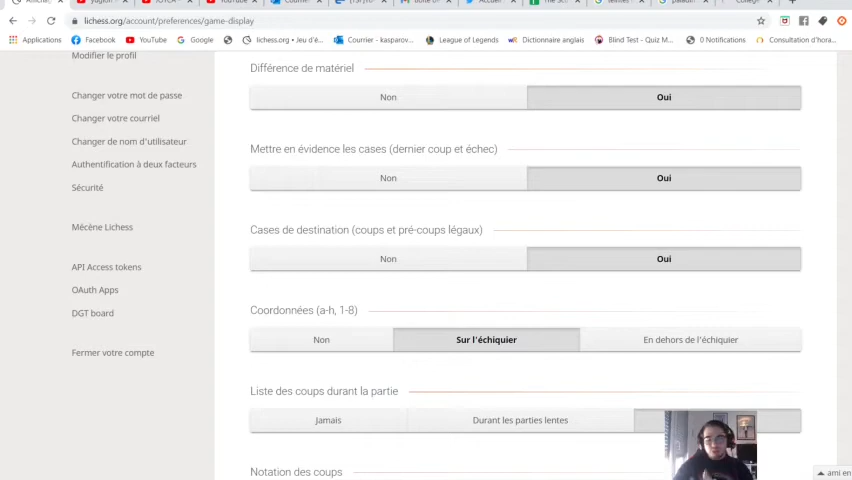 YouTube
lichess.org/account/preferences/game-display
Applications Facebook YouTube Google lichess.org • Jeu d'é... Courrier - kasparov... League of Legends Dictionnaire anglais Blind Test - Quiz M... 0 Notifications Consultation d'hora...
Modifier le profil
Changer votre mot de passe
Changer votre courriel
Changer de nom d'utilisateur
Authentification à deux facteurs
Sécurité
Mécène Lichess
API Access tokens
OAuth Apps
DGT board
Fermer votre compte
Différence de matériel
Non Oui
Mettre en évidence les cases (dernier coup et échec)
Non Oui
Cases de destination (coups et pré-coups légaux)
Non Oui
Coordonnées (a-h, 1-8)
Non Sur l'échiquier En dehors de l'échiquier
Liste des coups durant la partie
Jamais Durant les parties lentes
Notation des coups
ami en